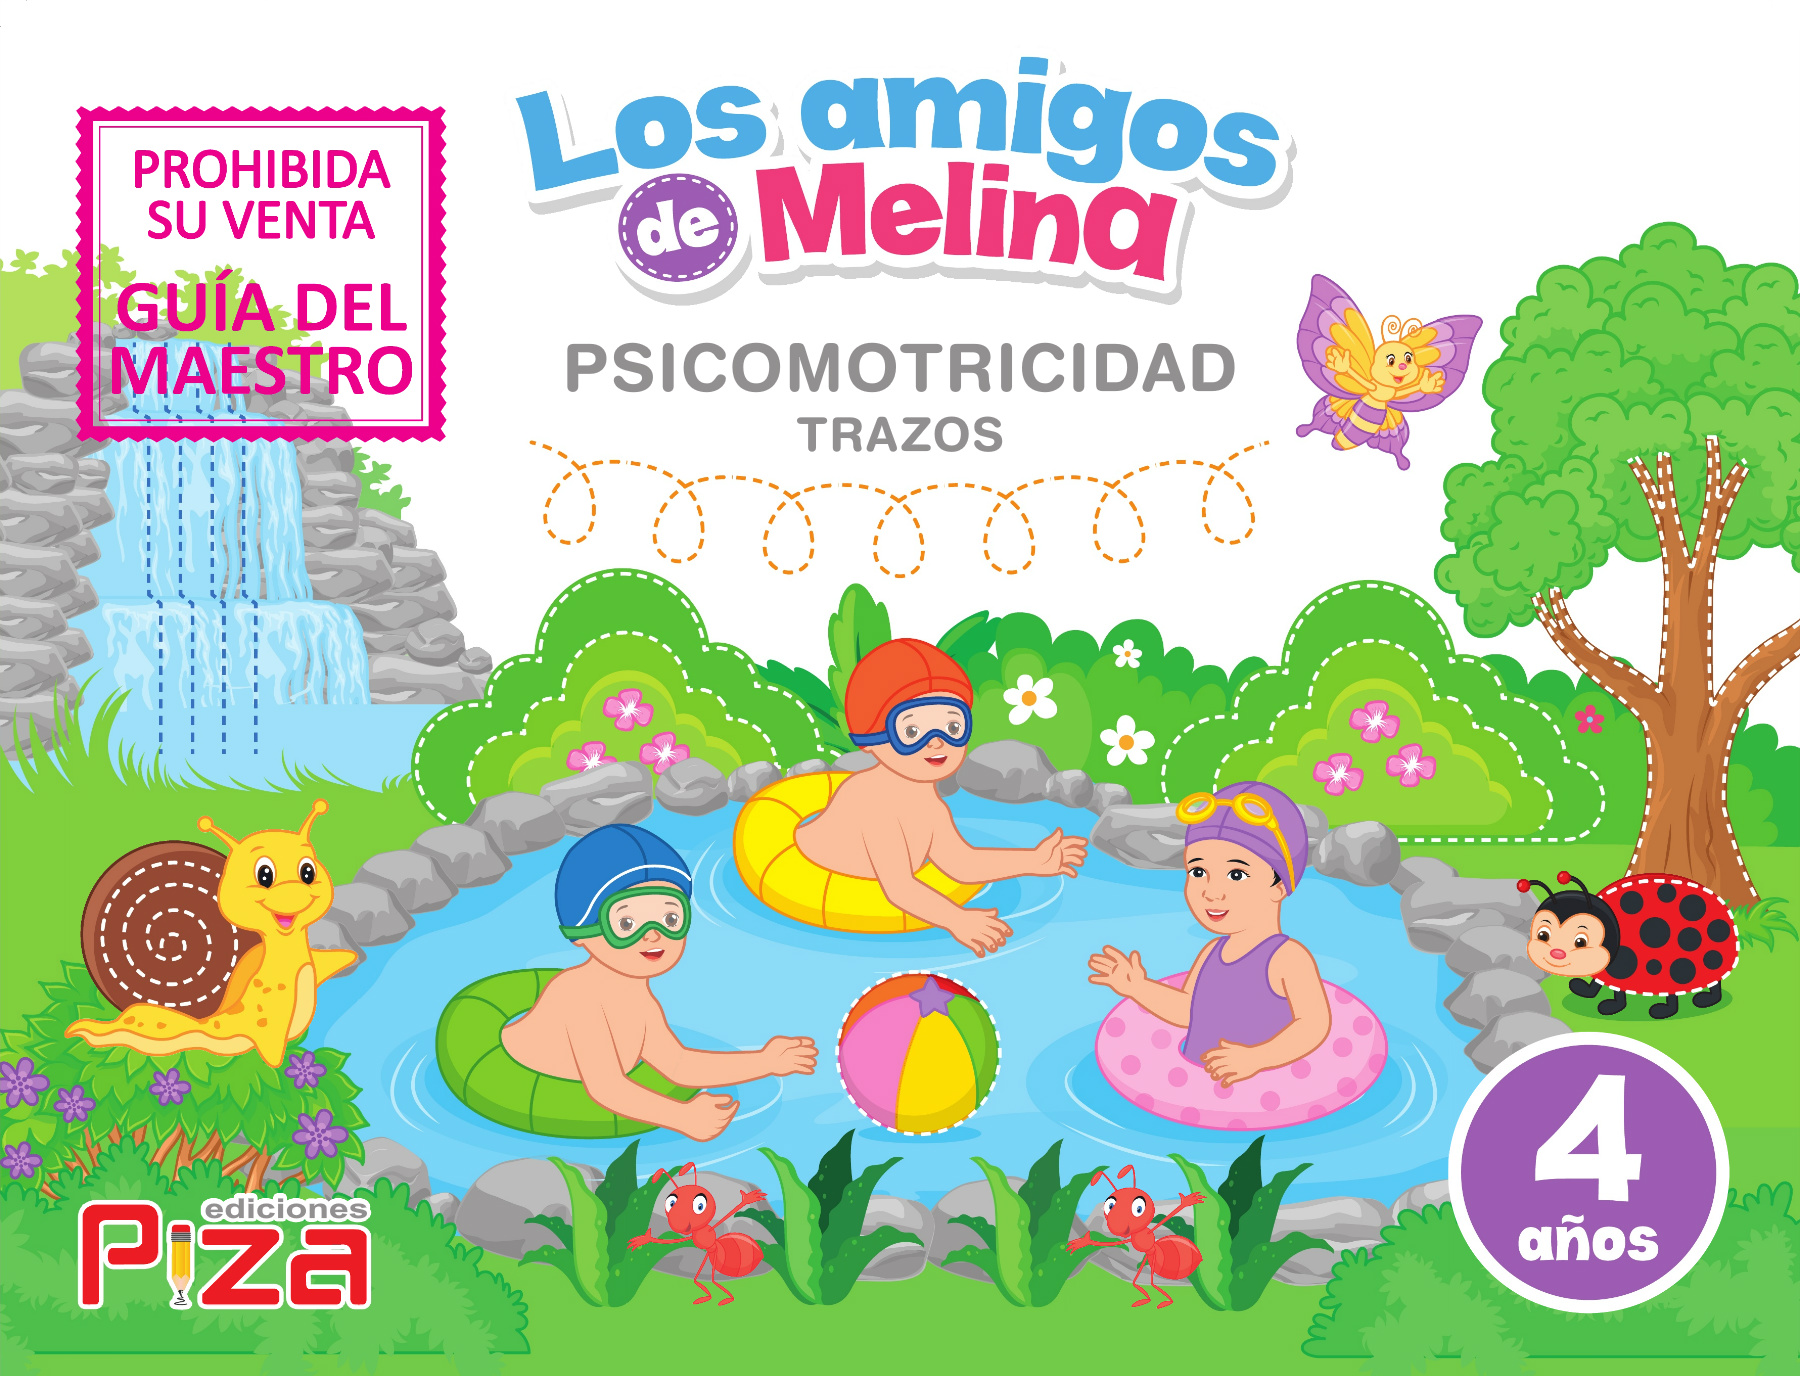 PROHIBIDA
SU VENTA
GUÍA DEL
MAESTRO
Los amigos
de Melina
PSICOMOTRICIDAD
TRAZOS
ediciones
Piza
4
años